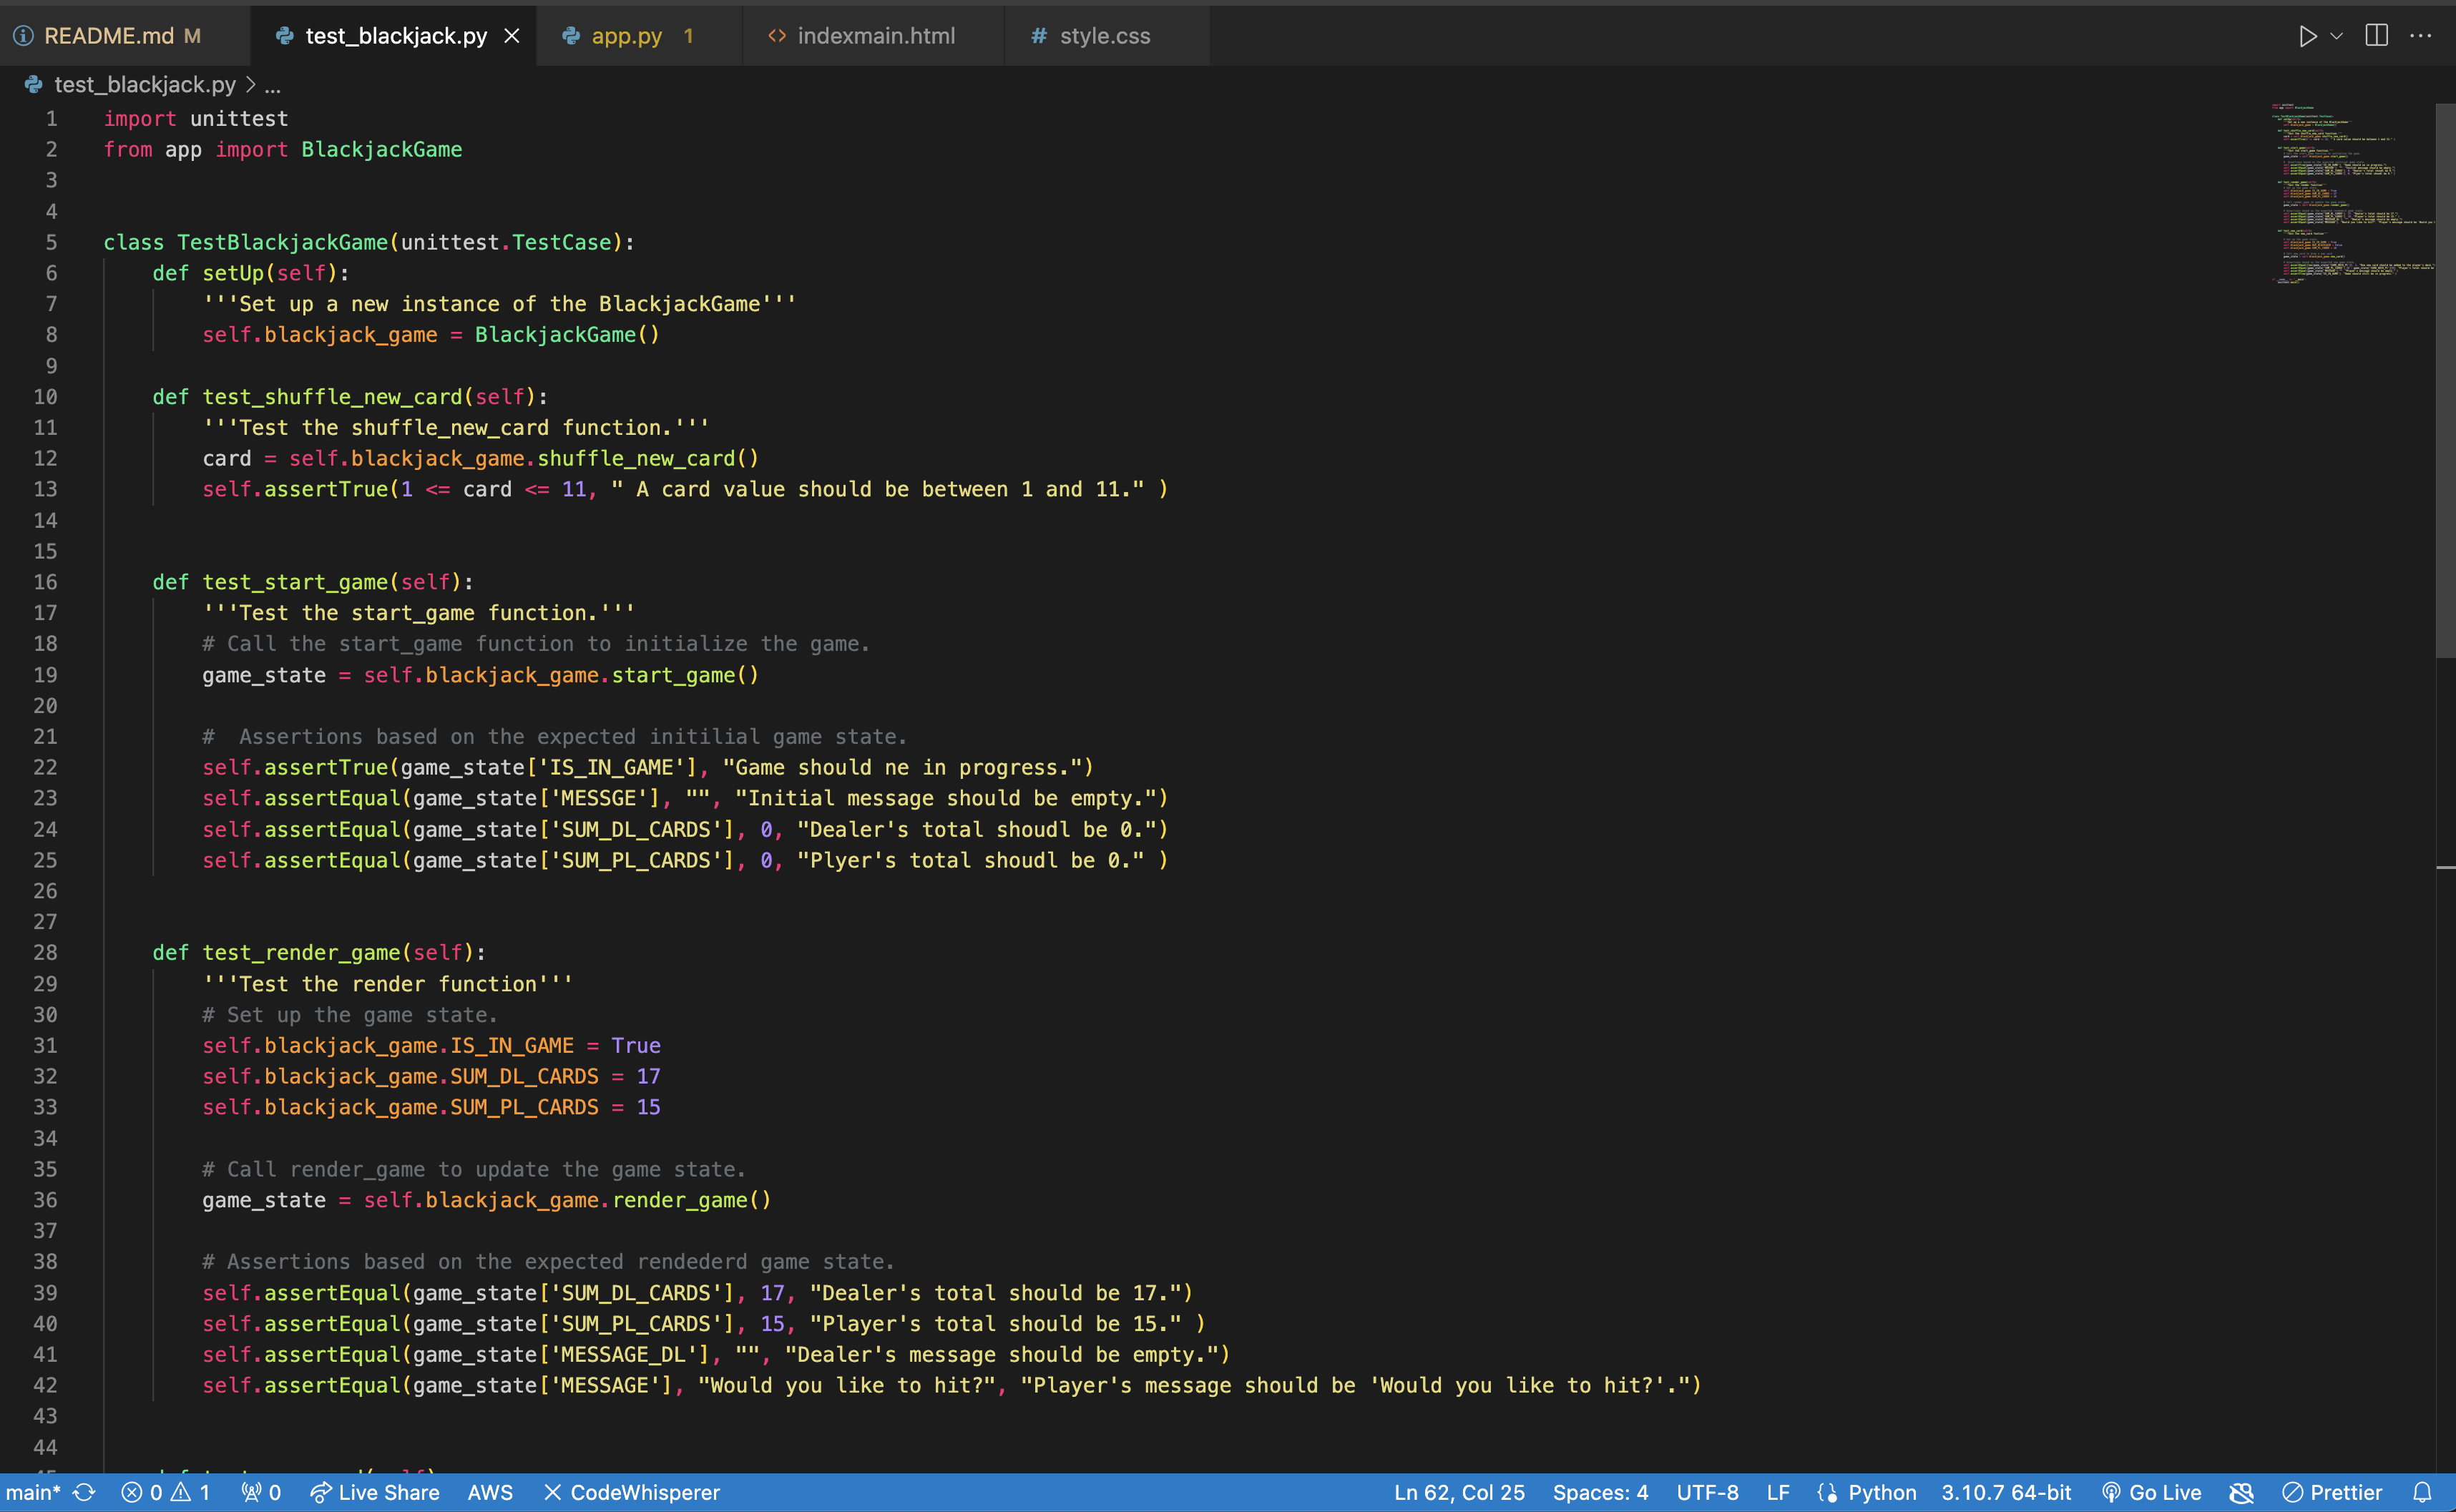 README.md M test_blackjack.py app.py 1 indexmain.html # style.css
test_blackjack.py > ...
1 import unittest
2 from app import BlackjackGame
3
4
5 class TestBlackjackGame(unittest.TestCase):
6 def setUp(self):
7 '''Set up a new instance of the BlackjackGame'''
8 self.blackjack_game = BlackjackGame()
9
10 def test_shuffle_new_card(self):
11 '''Test the shuffle_new_card function.'''
12 card = self.blackjack_game.shuffle_new_card()
13 self.assertTrue(1 <= card <= 11, " A card value should be between 1 and 11." )
14
15
16 def test_start_game(self):
17 '''Test the start_game function.'''
18 # Call the start_game function to initialize the game.
19 game_state = self.blackjack_game.start_game()
20
21 #  Assertions based on the expected initilial game state.
22 self.assertTrue(game_state['IS_IN_GAME'], "Game should ne in progress.")
23 self.assertEqual(game_state['MESSGE'], "", "Initial message should be empty.")
24 self.assertEqual(game_state['SUM_DL_CARDS'], 0, "Dealer's total shoudl be 0.")
25 self.assertEqual(game_state['SUM_PL_CARDS'], 0, "Plyer's total shoudl be 0." )
26
27
28 def test_render_game(self):
29 '''Test the render function'''
30 # Set up the game state.
31 self.blackjack_game.IS_IN_GAME = True
32 self.blackjack_game.SUM_DL_CARDS = 17
33 self.blackjack_game.SUM_PL_CARDS = 15
34
35 # Call render_game to update the game state.
36 game_state = self.blackjack_game.render_game()
37
38 # Assertions based on the expected rendederd game state.
39 self.assertEqual(game_state['SUM_DL_CARDS'], 17, "Dealer's total should be 17.")
40 self.assertEqual(game_state['SUM_PL_CARDS'], 15, "Player's total should be 15." )
41 self.assertEqual(game_state['MESSAGE_DL'], "", "Dealer's message should be empty.")
42 self.assertEqual(game_state['MESSAGE'], "Would you like to hit?", "Player's message should be 'Would you like to hit?'.")
43
44
main* 0 1 0 Live Share AWS CodeWhisperer Ln 62, Col 25 Spaces: 4 UTF-8 LF Python 3.10.7 64-bit Go Live Prettier